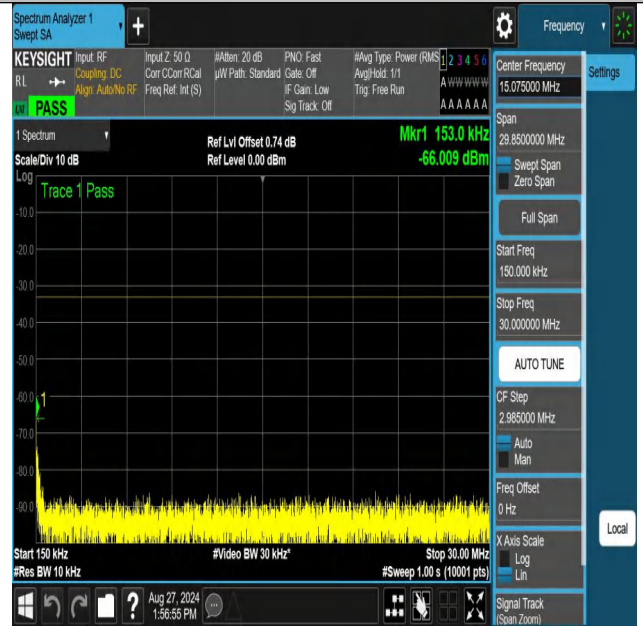 Spectrum Analyzer 1
Swept SA
+
Frequency
KEYSIGHT
RL
PASS
Input: RF
Coupling: DC
Align: Auto/No RF
Input Z: 50 Ω
Corr CCorr RCal
Freq Ref: Int (S)
#Atten: 20 dB
µW Path: Standard
PNO: Fast
Gate: Off
IF Gain: Low
Sig Track: Off
#Avg Type: Power (RMS
Avg|Hold: 1/1
Trig: Free Run
1 2 3 4 5 6
A W W W W W
A A A A A A
1 Spectrum
Scale/Div 10 dB
Log
Ref Lvl Offset 0.74 dB
Ref Level 0.00 dBm
Mkr1 153.0 kHz
-66.009 dBm
Trace 1 Pass
-10.0
-20.0
-30.0
-40.0
-50.0
-60.0
1
-70.0
-80.0
-90.0
Start 150 kHz
#Res BW 10 kHz
#Video BW 30 kHz*
Stop 30.00 MHz
#Sweep 1.00 s (10001 pts)
Center Frequency
15.075000 MHz
Settings
Span
29.8500000 MHz
Swept Span
Zero Span
Full Span
Start Freq
150.000 kHz
Stop Freq
30.000000 MHz
AUTO TUNE
CF Step
2.985000 MHz
Auto
Man
Freq Offset
0 Hz
X Axis Scale
Log
Lin
Local
Signal Track
(Span Zoom)
?
Aug 27, 2024
1:56:55 PM